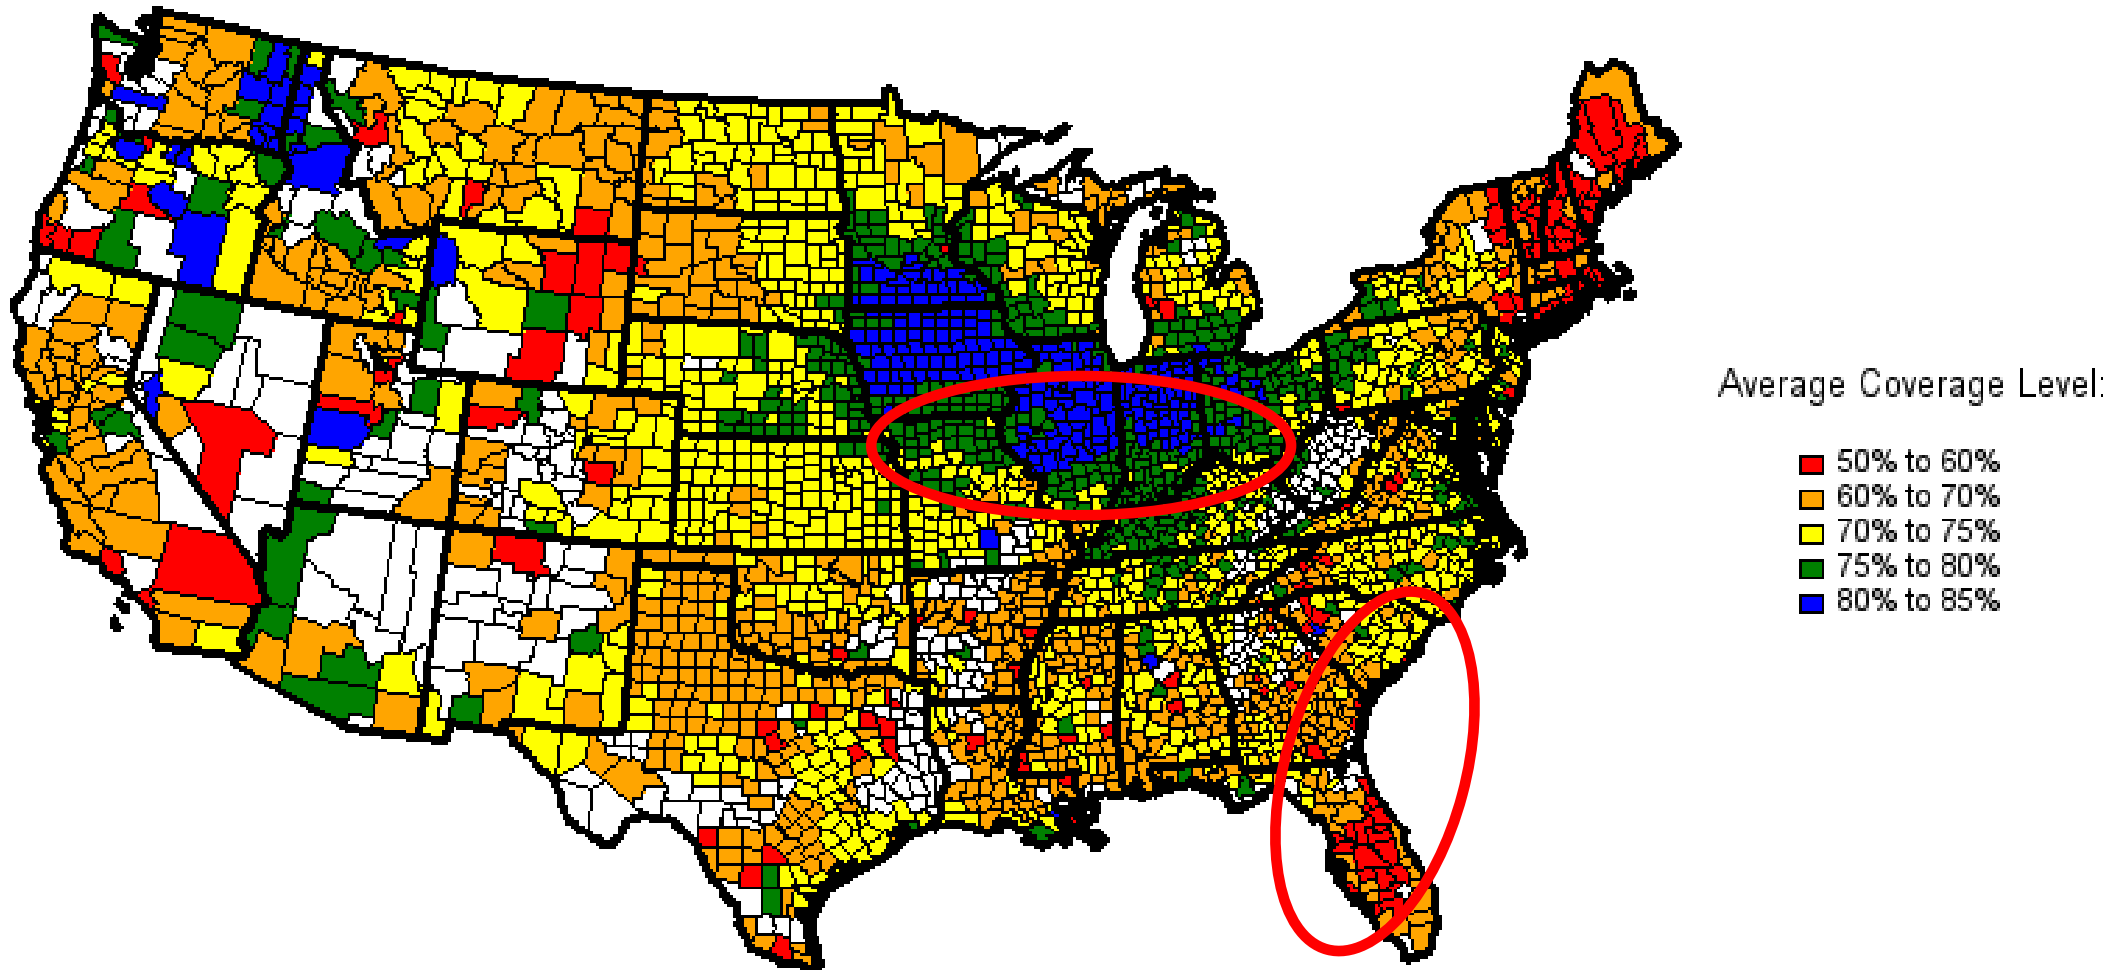 Average Coverage Level:
50% to 60%
60% to 70%
70% to 75%
75% to 80%
80% to 85%